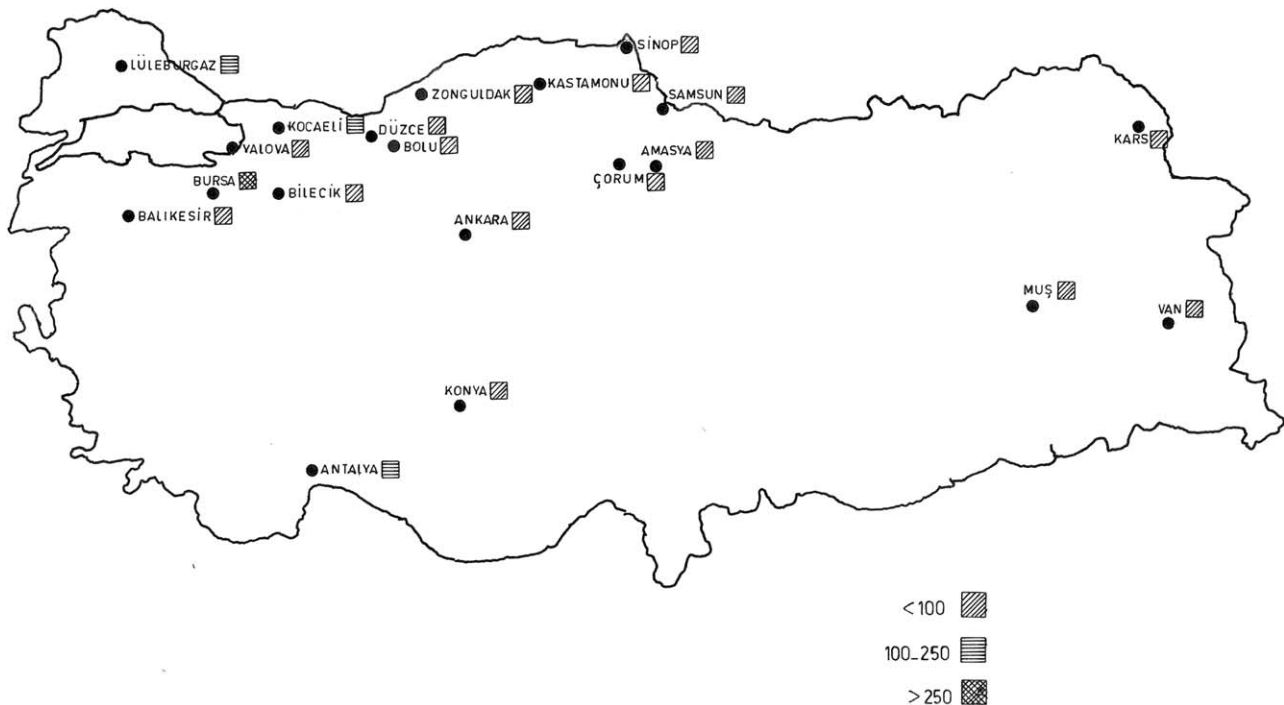 SİNOP
LÜLEBURGAZ
KASTAMONU
ZONGULDAK
SAMSUN
KOCAELİ
DÜZCE
KARS
YALOVA
BOLU
AMASYA
ÇORUM
BURSA
BİLECİK
BALIKESİR
ANKARA
MUŞ
VAN
KONYA
ANTALYA
<100
100-250
>250